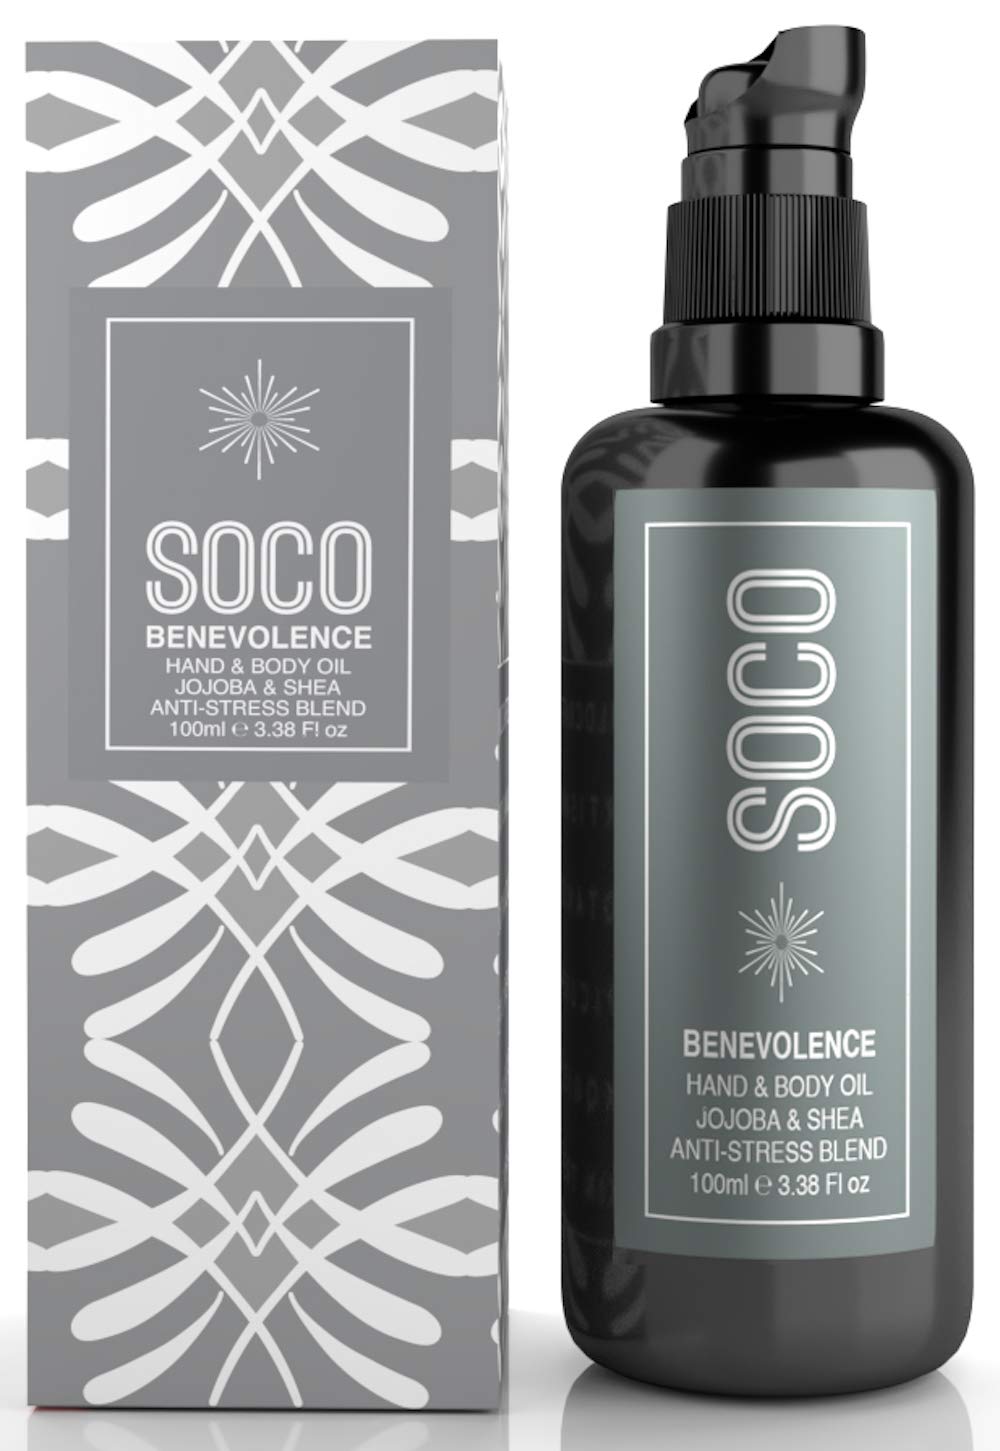 SOCO
BENEVOLENCE
HAND & BODY OIL
JOJOBA & SHEA
ANTI-STRESS BLEND
100ml ℮ 3.38 Fl oz
SOCO
BENEVOLENCE
HAND & BODY OIL
JOJOBA & SHEA
ANTI-STRESS BLEND
100ml ℮ 3.38 Fl oz